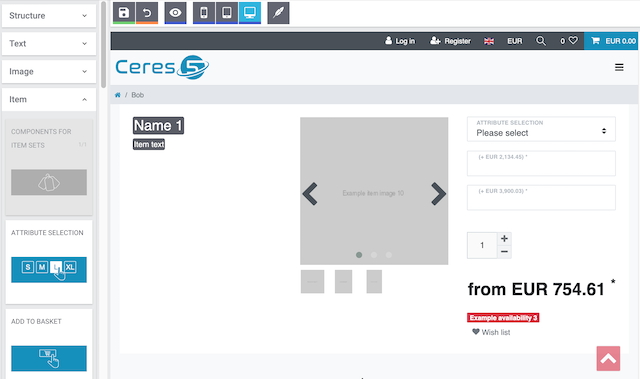 Structure
Text
Image
Item
COMPONENTS FOR
ITEM SETS 1/1
ATTRIBUTE SELECTION
S M L XL
ADD TO BASKET
Log in Register EUR 0 EUR 0.00
Ceres 5
/ Bob
Name 1
Item text
Example item image 10
ATTRIBUTE SELECTION
Please select
(+ EUR 2,134.45) *
(+ EUR 3,900.03) *
1 + −
from EUR 754.61 *
Example availability 3
Wish list